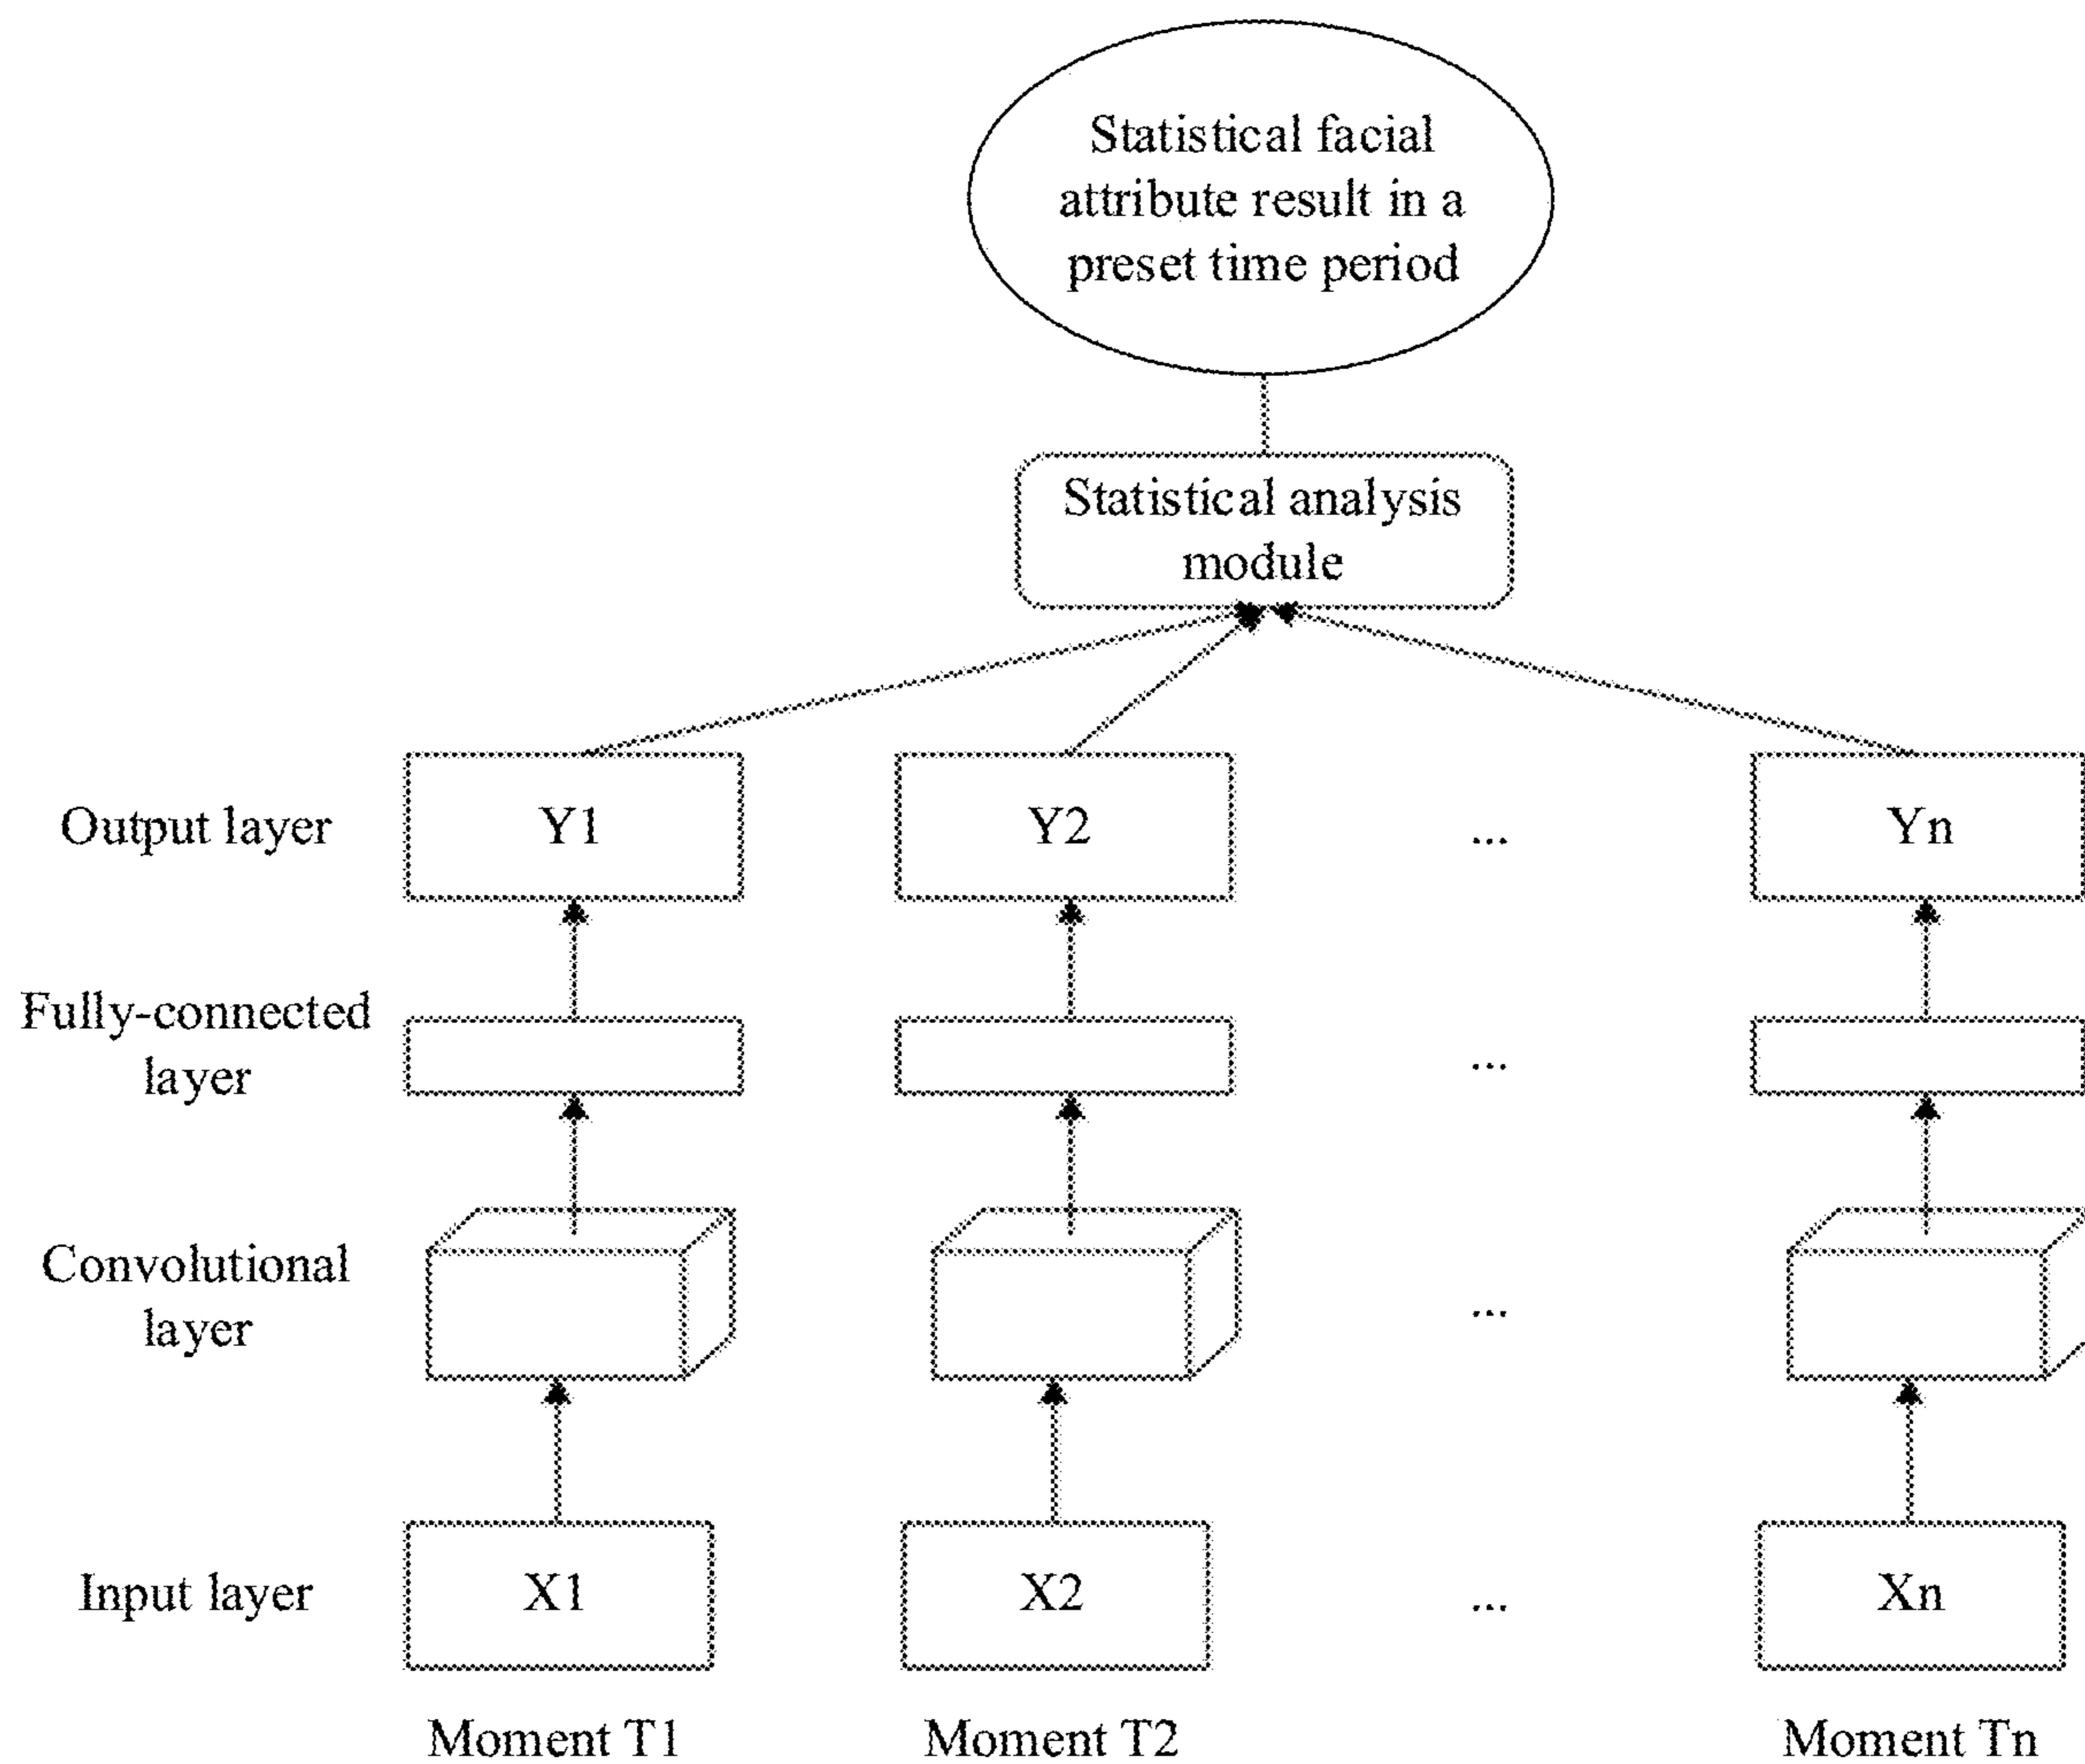 Statistical facial
attribute result in a
preset time period
Statistical analysis
module
Output layer
Y1
Y2
...
Yn
Fully-connected
layer
...
Convolutional
layer
...
Input layer
X1
X2
...
Xn
Moment T1
Moment T2
Moment Tn